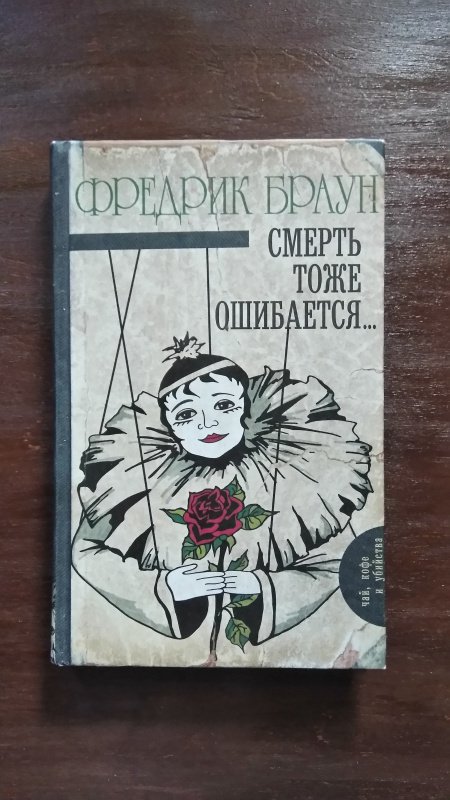 ФРЕДРИК БРАУН
СМЕРТЬ
ТОЖЕ
ОШИБАЕТСЯ...
чай, кофе
и убийства